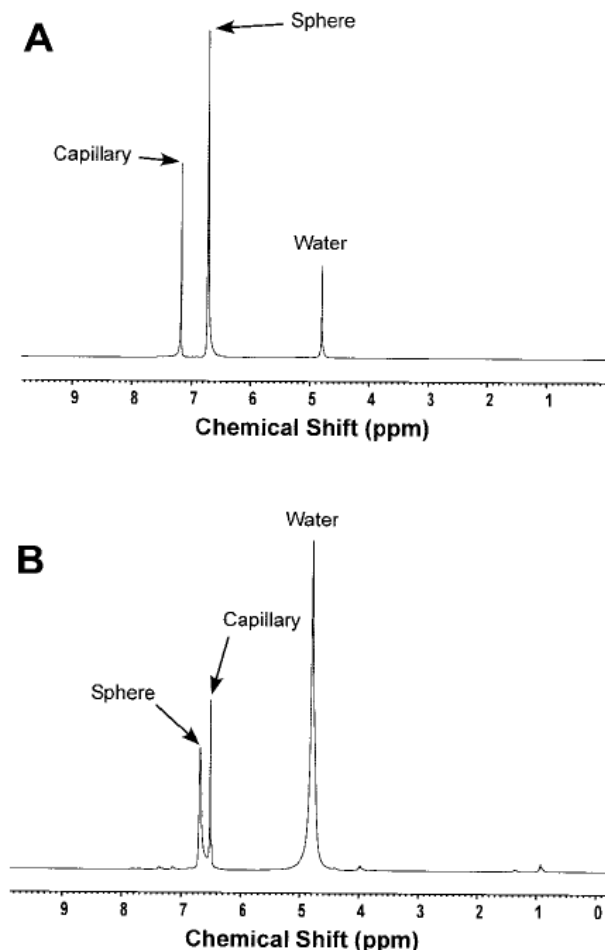 A
Sphere
Capillary
Water
9 8 7 6 5 4 3 2 1
Chemical Shift (ppm)
B
Water
Capillary
Sphere
9 8 7 6 5 4 3 2 1 0
Chemical Shift (ppm)